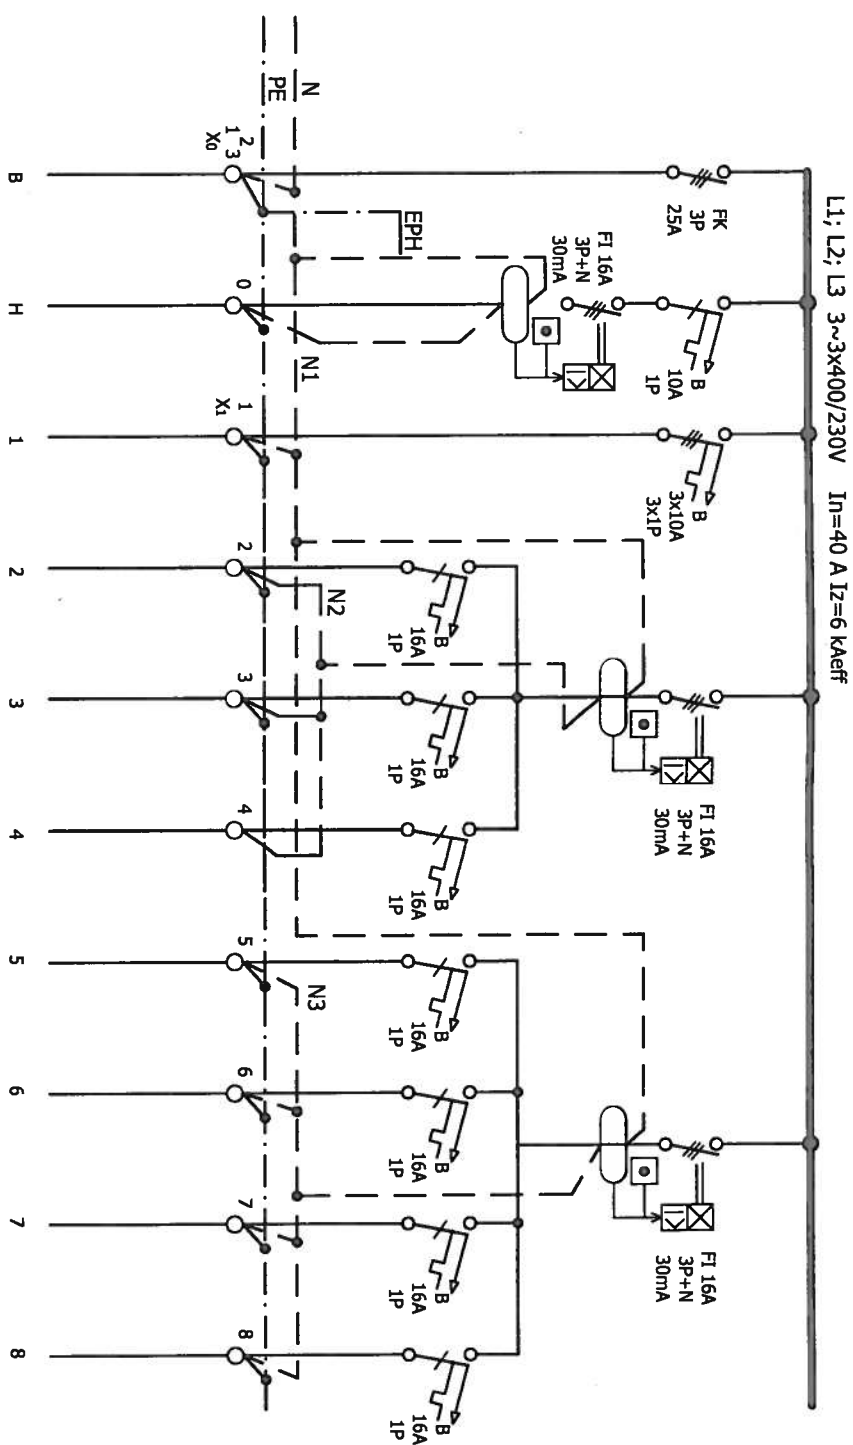 L1; L2; L3 3~3x400/230V In=40 A Iz=6 kAeff
FK
3P
25A
B
10A
1P
FI 16A
3P+N
30mA
B
3x10A
3x1P
FI 16A
3P+N
30mA
FI 16A
3P+N
30mA
B
16A
1P
B
16A
1P
B
16A
1P
B
16A
1P
B
16A
1P
B
16A
1P
B
16A
1P
EPH
N
PE
N1
N2
N3
1 2 3
X0
0
1
X1
2
3
4
5
6
7
8
B
H
1
2
3
4
5
6
7
8